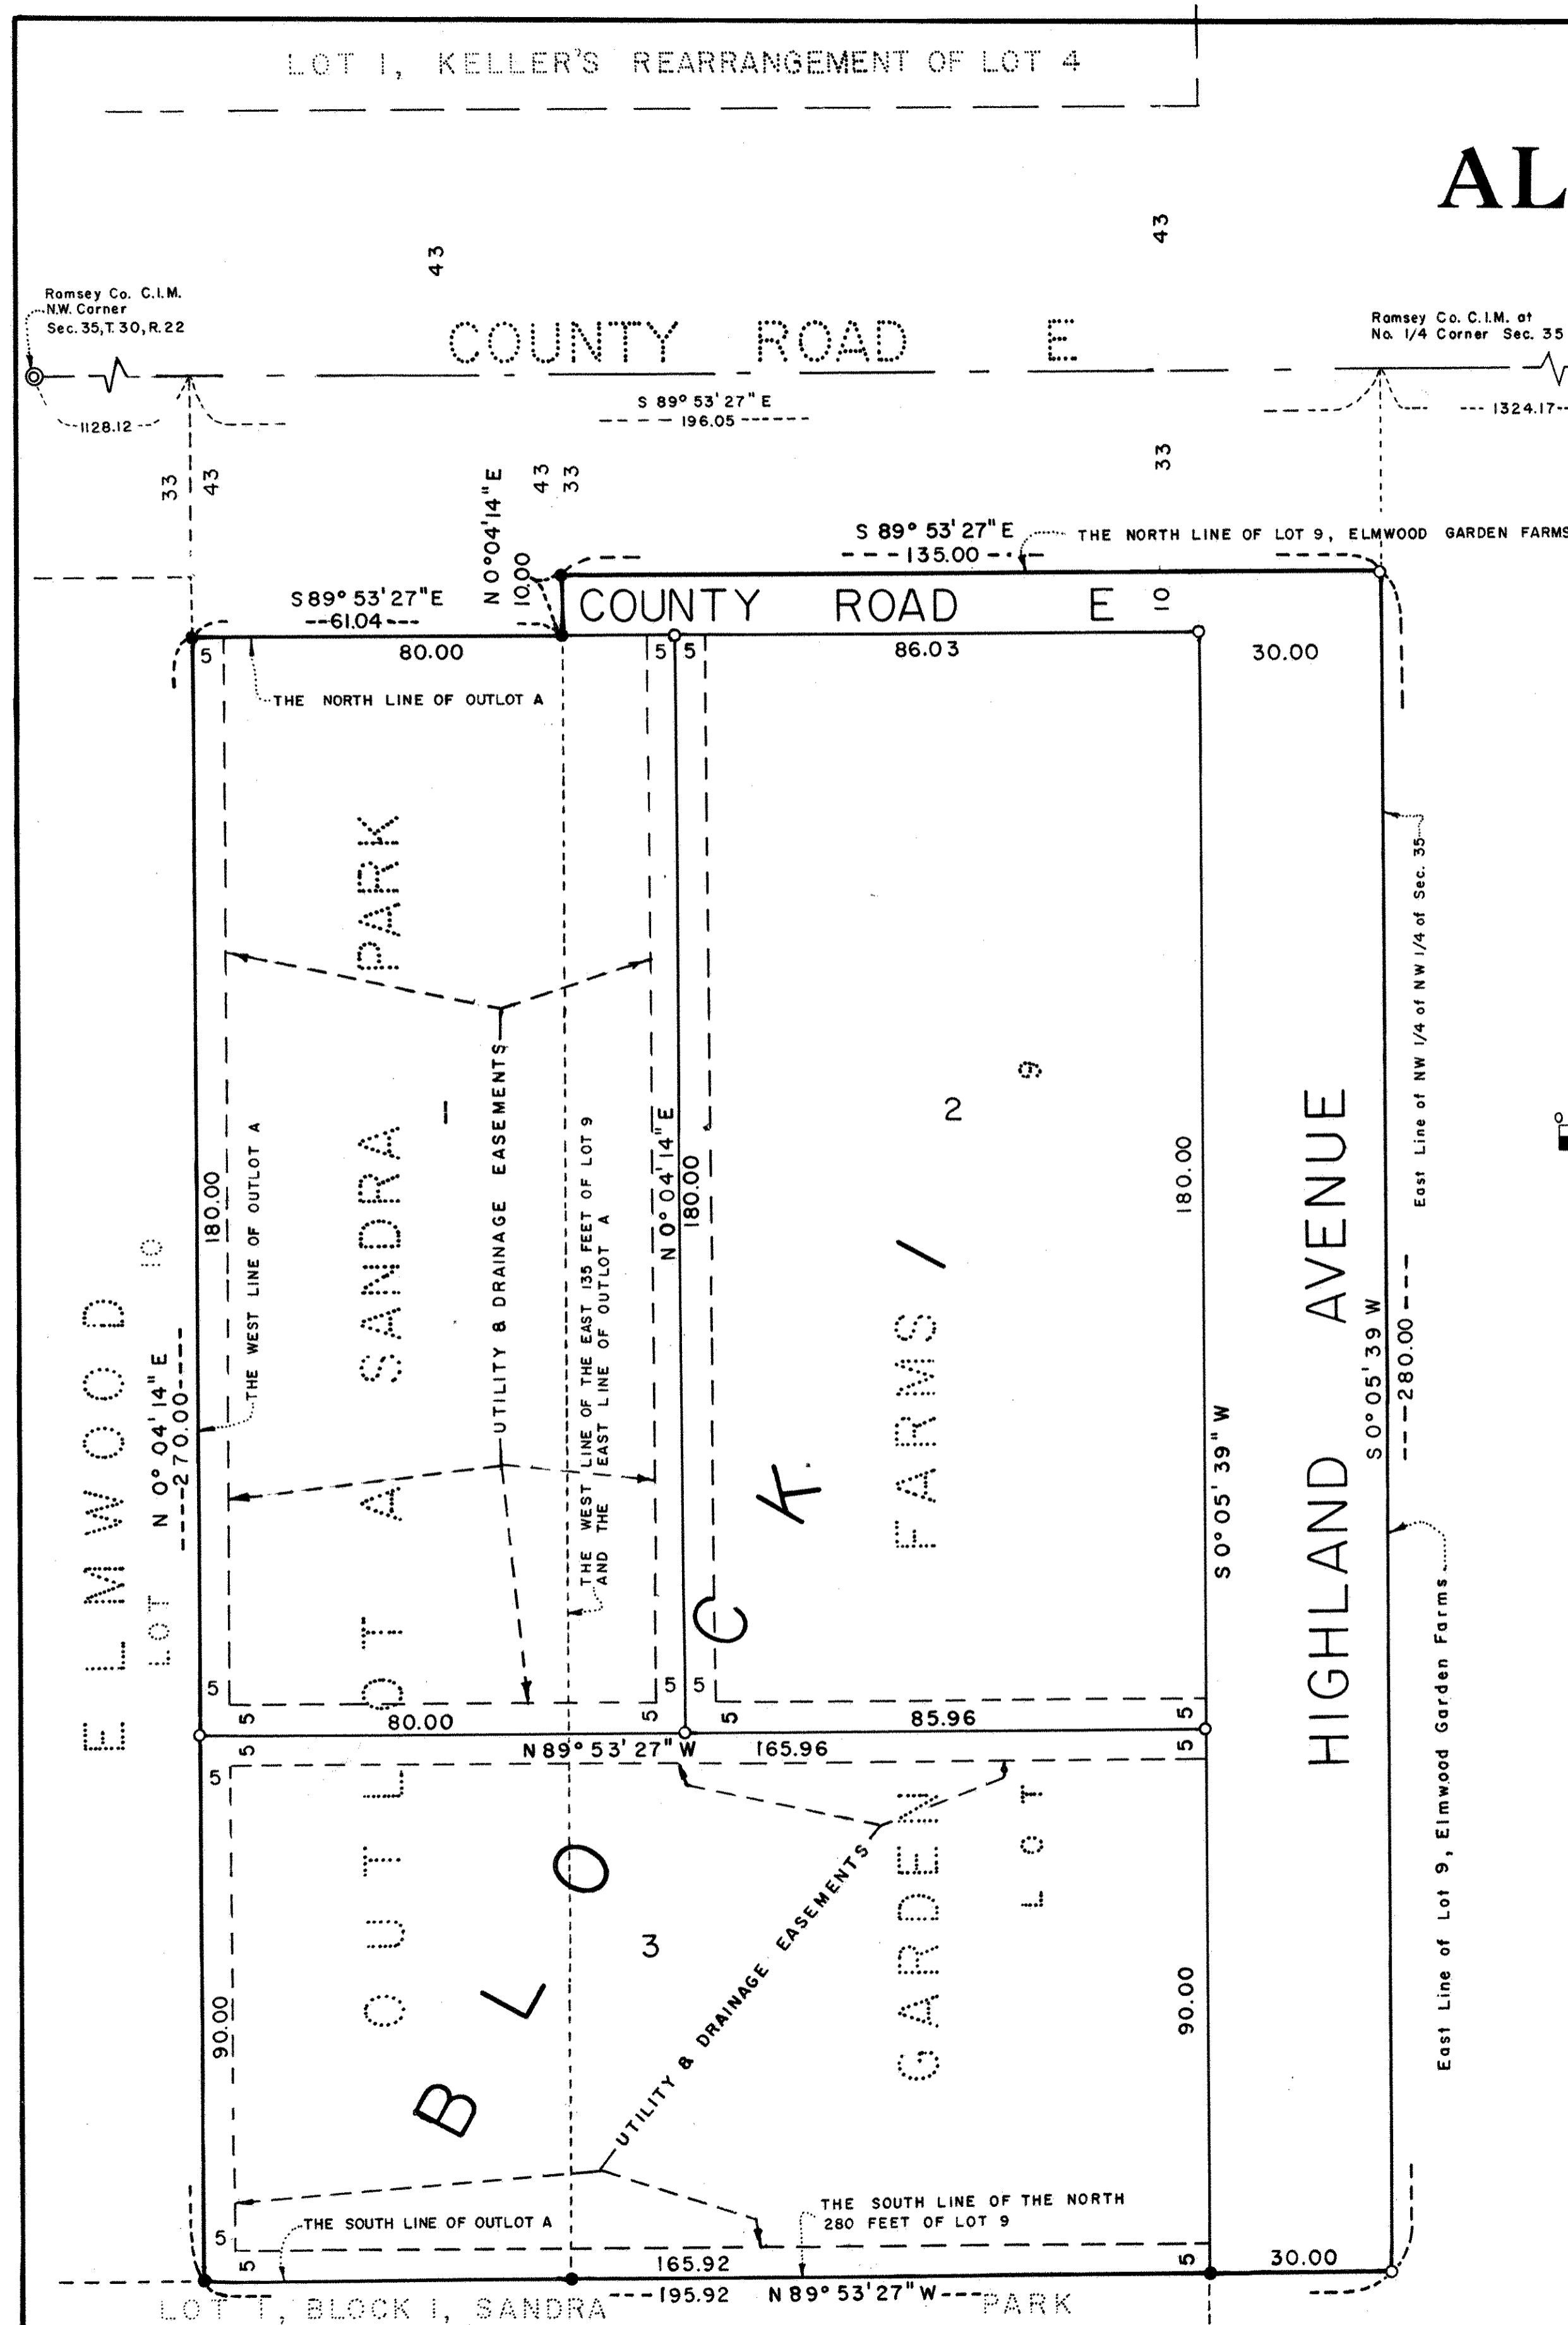 LOT 1, KELLER'S REARRANGEMENT OF LOT 4
AL
43
43
Ramsey Co. C.I.M.
N.W. Corner
Sec. 35, T. 30, R. 22
COUNTY ROAD E
Ramsey Co. C.I.M. at
No. 1/4 Corner Sec. 35
1128.12
S 89° 53' 27" E
196.05
1324.17
33
43
43
33
33
N 0° 04' 14" E
10.00
S 89° 53' 27" E
135.00
THE NORTH LINE OF LOT 9, ELMWOOD GARDEN FARMS
S 89° 53' 27" E
61.04
COUNTY ROAD E
10
5
80.00
5
5
86.03
30.00
THE NORTH LINE OF OUTLOT A
OUTLOT A SANDRA PARK
1
UTILITY & DRAINAGE EASEMENTS
THE WEST LINE OF THE EAST 135 FEET OF LOT 9
AND THE EAST LINE OF OUTLOT A
N 0° 04' 14" E
180.00
2
9
180.00
180.00
THE WEST LINE OF OUTLOT A
ELMWOOD
LOT 10
N 0° 04' 14" E
270.00
GARDEN FARMS
LOT
BLOCK 1
S 0° 05' 39" W
HIGHLAND AVENUE
S 0° 05' 39 W
280.00
East Line of NW 1/4 of NW 1/4 of Sec. 35
East Line of Lot 9, Elmwood Garden Farms
5
5
5
5
5
5
5
80.00
85.96
N 89° 53' 27" W 165.96
5
5
5
3
90.00
90.00
UTILITY & DRAINAGE EASEMENTS
THE SOUTH LINE OF OUTLOT A
THE SOUTH LINE OF THE NORTH
280 FEET OF LOT 9
5
5
5
165.92
30.00
195.92 N 89° 53' 27" W
LOT 1, BLOCK 1, SANDRA PARK